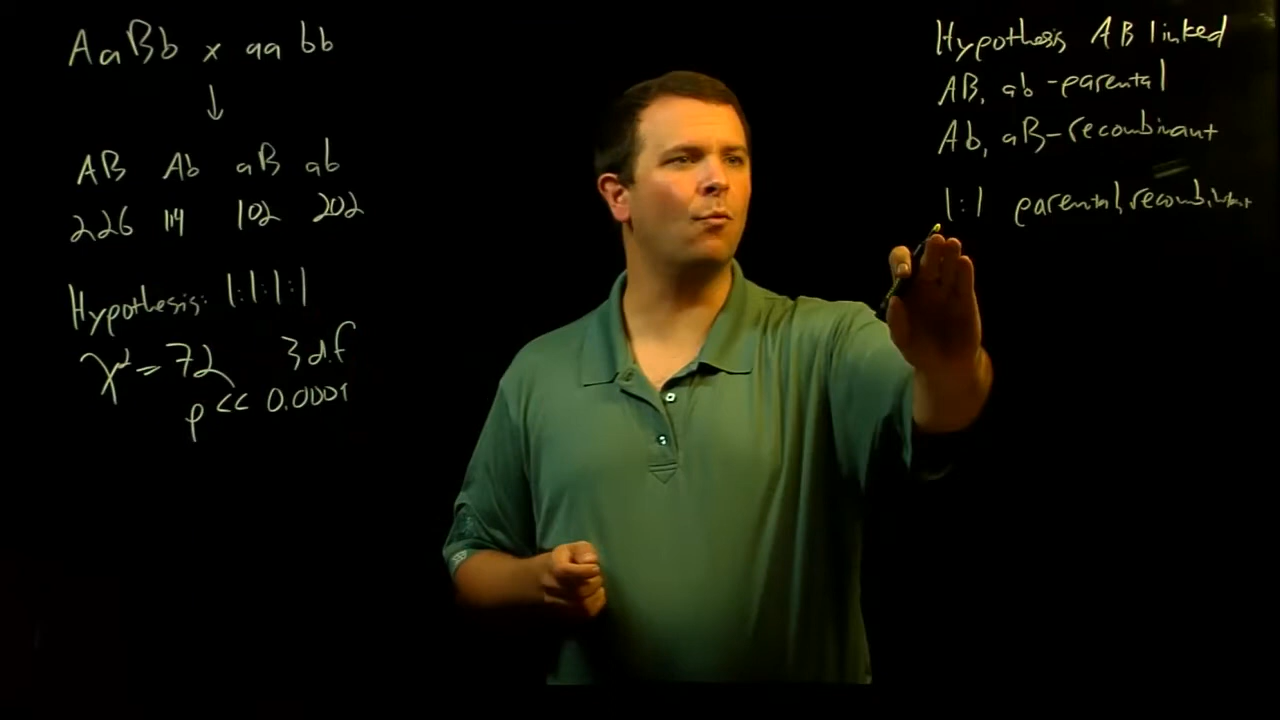 AaBb x aa bb
↓
AB Ab aB ab
226 114 102 202
Hypothesis: 1:1:1:1
χ² = 72 3 d.f
p << 0.0001
Hypothesis AB linked
AB, ab - parental
Ab, aB - recombinant
1:1 parental, recombinant